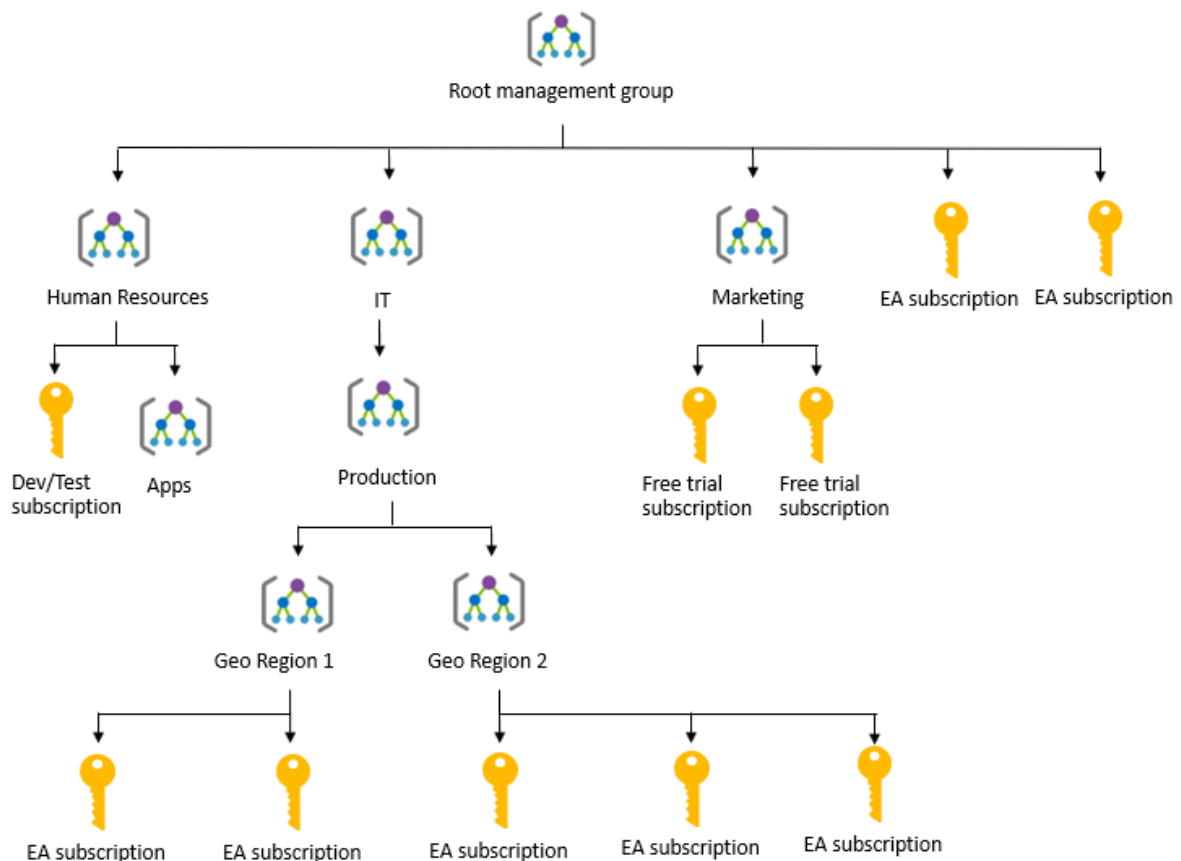 Root management group
Human Resources
IT
Marketing
EA subscription
EA subscription
Dev/Test
subscription
Apps
Production
Free trial
subscription
Free trial
subscription
Geo Region 1
Geo Region 2
EA subscription
EA subscription
EA subscription
EA subscription
EA subscription